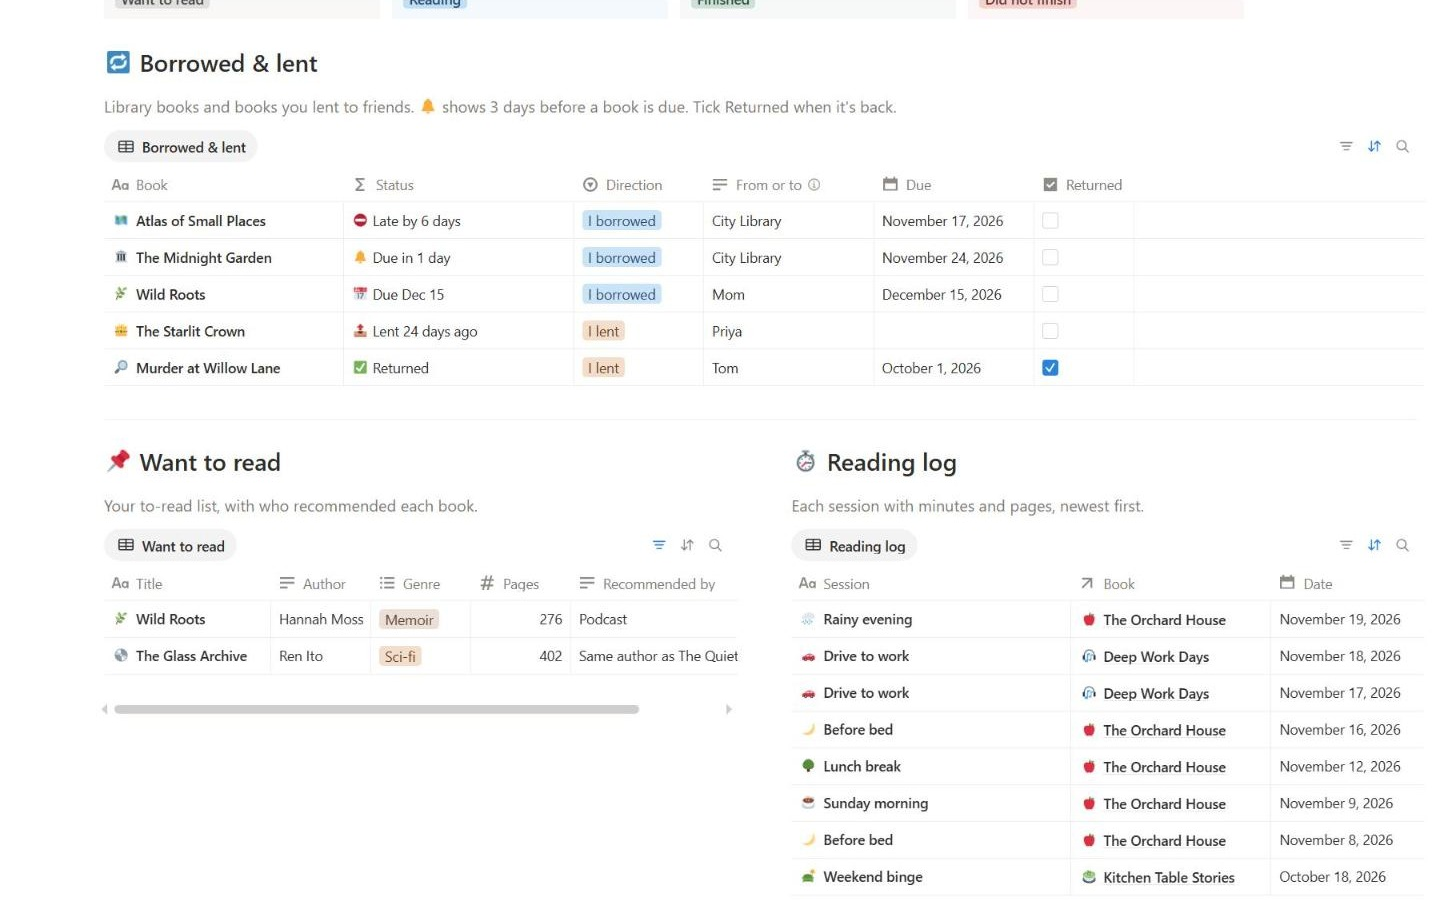 Want to read Reading Finished Did not finish
Borrowed & lent
Library books and books you lent to friends. shows 3 days before a book is due. Tick Returned when it's back.
Borrowed & lent
Aa Book Σ Status Direction From or to Due Returned
Atlas of Small Places Late by 6 days I borrowed City Library November 17, 2026
The Midnight Garden Due in 1 day I borrowed City Library November 24, 2026
Wild Roots Due Dec 15 I borrowed Mom December 15, 2026
The Starlit Crown Lent 24 days ago I lent Priya
Murder at Willow Lane Returned I lent Tom October 1, 2026
Want to read
Your to-read list, with who recommended each book.
Want to read
Aa Title Author Genre # Pages Recommended by
Wild Roots Hannah Moss Memoir 276 Podcast
The Glass Archive Ren Ito Sci-fi 402 Same author as The Quiet
Reading log
Each session with minutes and pages, newest first.
Reading log
Aa Session Book Date
Rainy evening The Orchard House November 19, 2026
Drive to work Deep Work Days November 18, 2026
Drive to work Deep Work Days November 17, 2026
Before bed The Orchard House November 16, 2026
Lunch break The Orchard House November 12, 2026
Sunday morning The Orchard House November 9, 2026
Before bed The Orchard House November 8, 2026
Weekend binge Kitchen Table Stories October 18, 2026